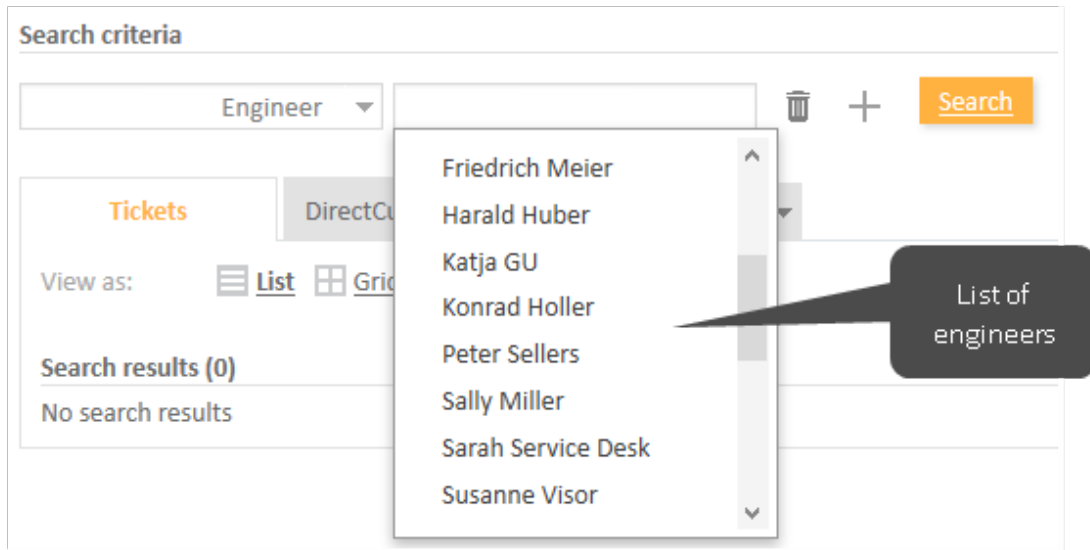 Search criteria
Engineer
Search
Friedrich Meier
Harald Huber
Katja GU
Konrad Holler
Peter Sellers
Sally Miller
Sarah Service Desk
Susanne Visor
Tickets
DirectCu
View as: List Grid
List of
engineers
Search results (0)
No search results